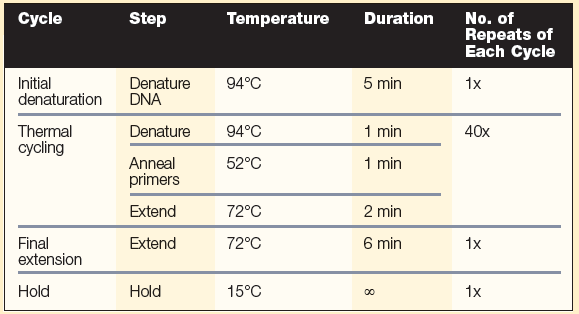 Cycle Step Temperature Duration No. of
Repeats of
Each Cycle
Initial Denature 94°C 5 min 1x
denaturation DNA
Thermal Denature 94°C 1 min 40x
cycling
Anneal 52°C 1 min
primers
Extend 72°C 2 min
Final Extend 72°C 6 min 1x
extension
Hold Hold 15°C ∞ 1x